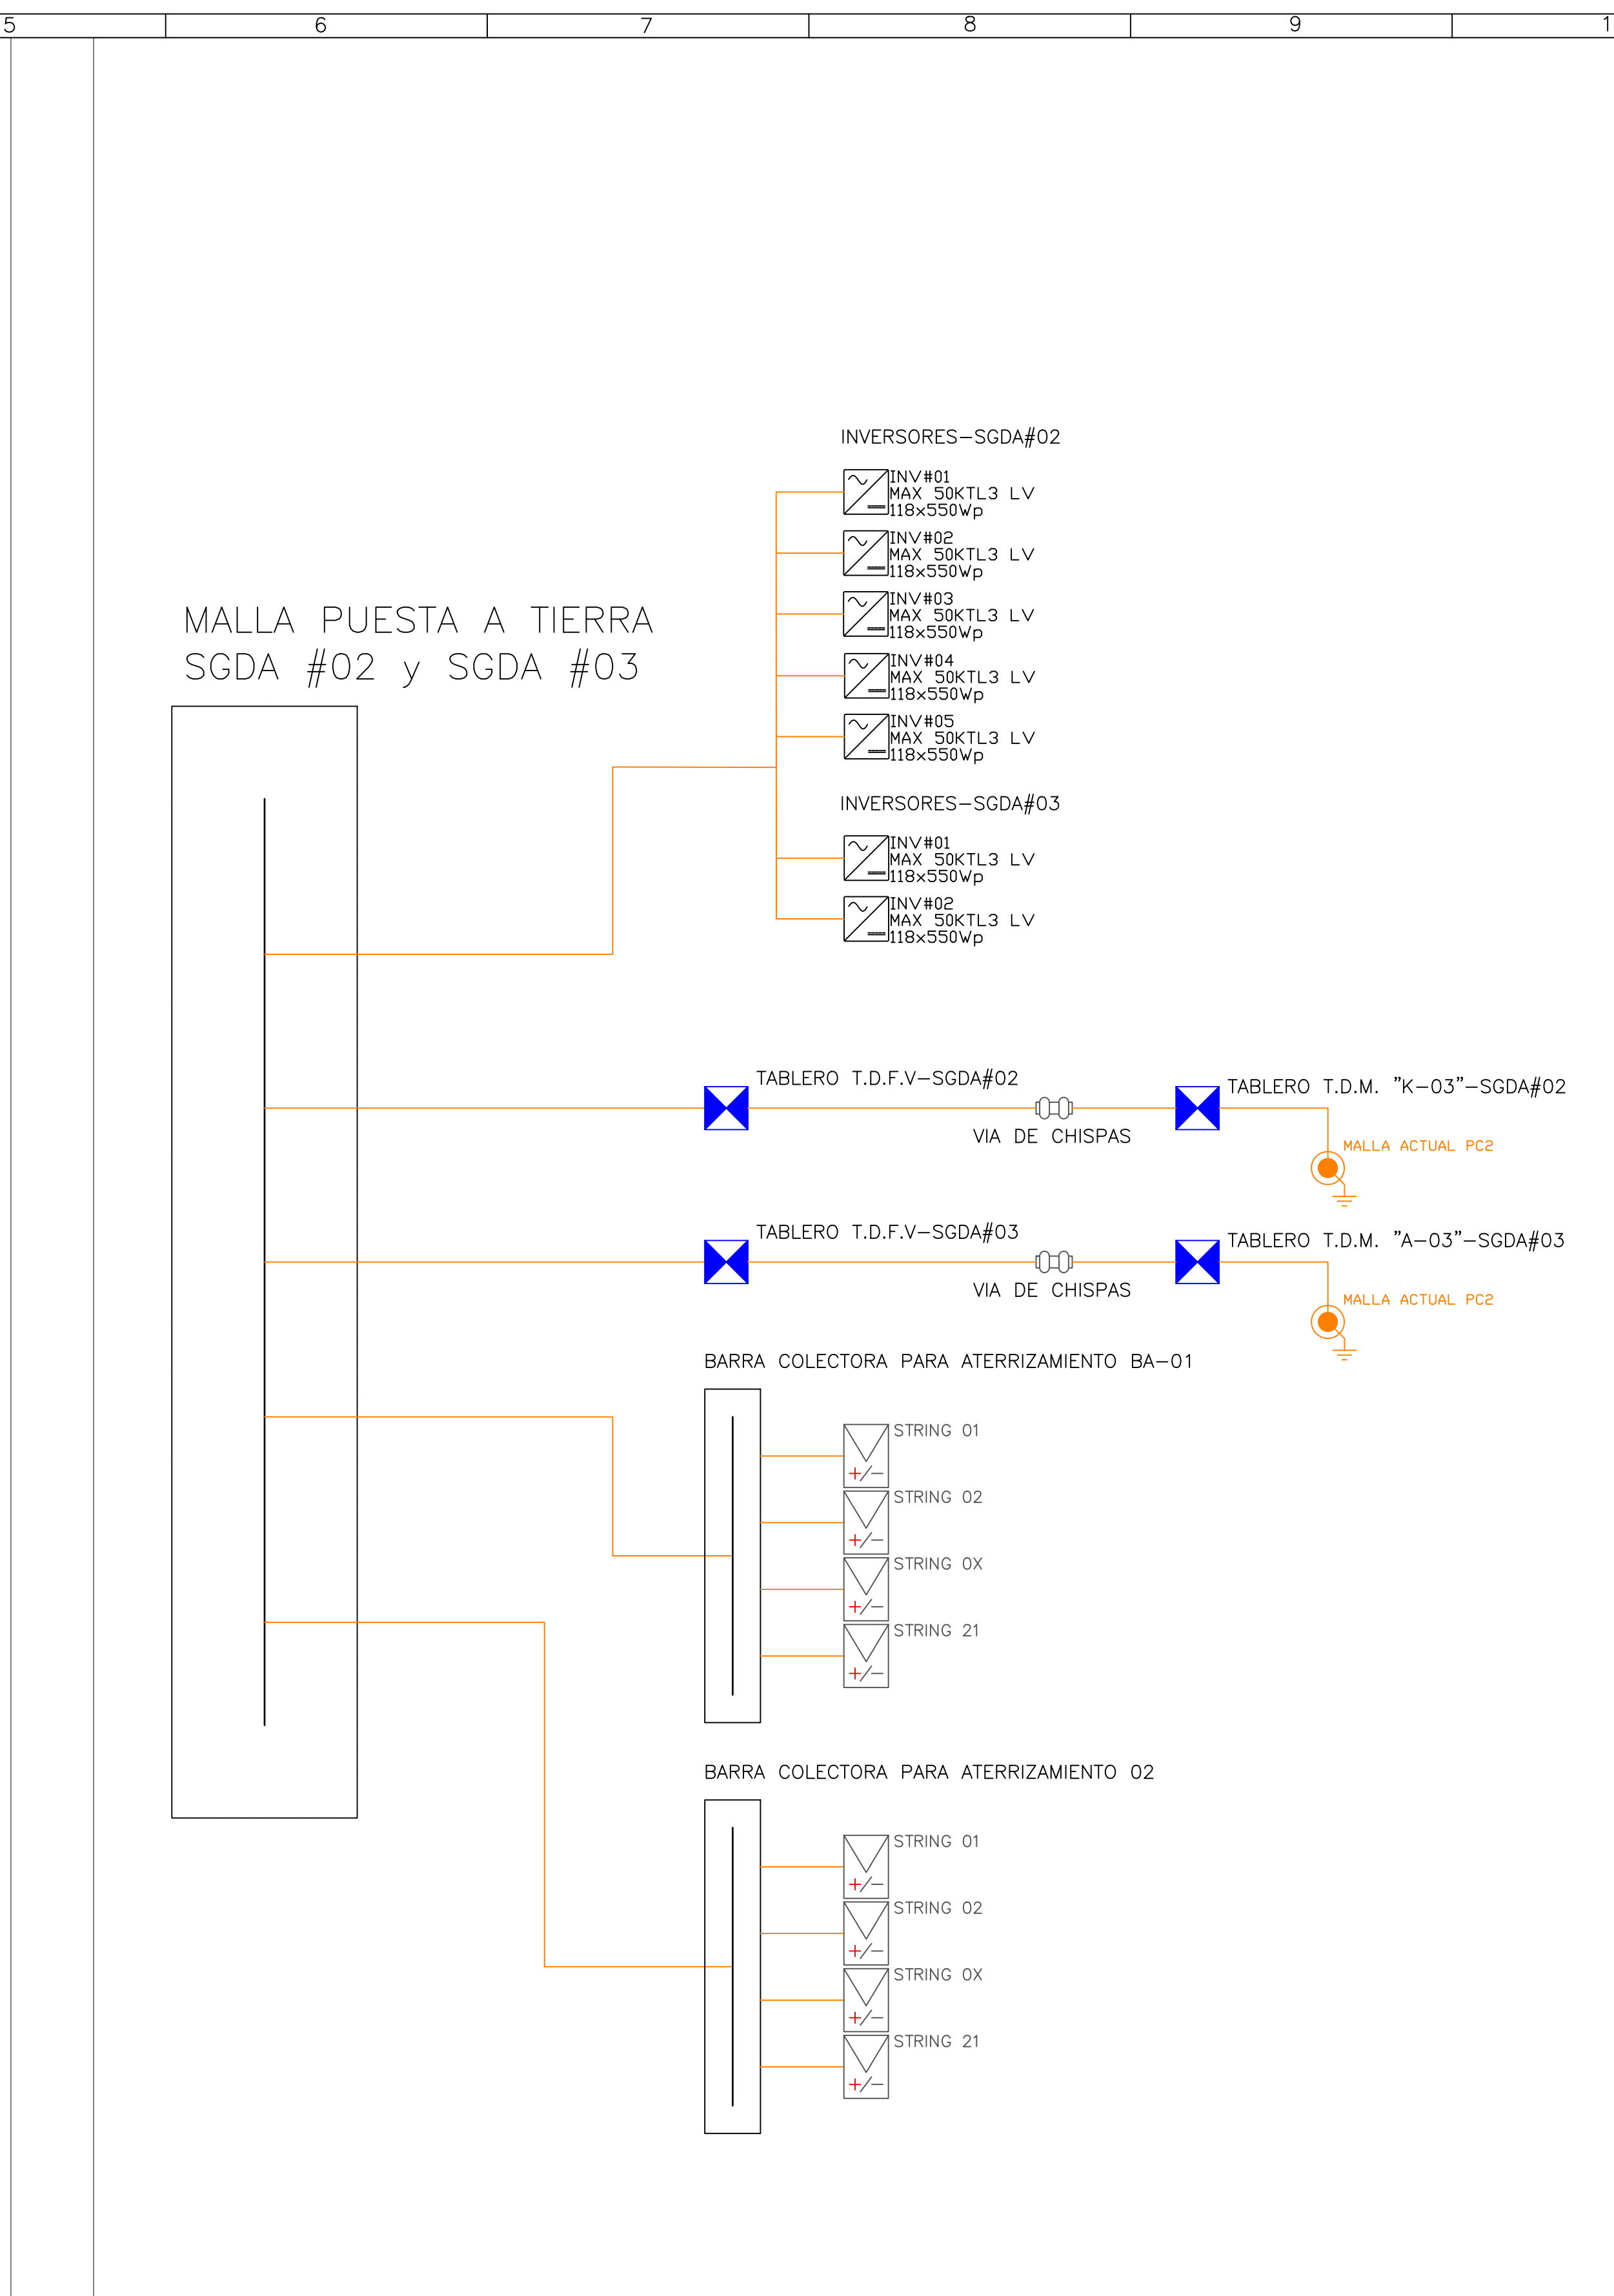 5 6 7 8 9 1
INVERSORES-SGDA#02
INV#01
MAX 50KTL3 LV
118x550Wp
INV#02
MAX 50KTL3 LV
118x550Wp
INV#03
MAX 50KTL3 LV
118x550Wp
INV#04
MAX 50KTL3 LV
118x550Wp
INV#05
MAX 50KTL3 LV
118x550Wp
MALLA PUESTA A TIERRA
SGDA #02 y SGDA #03
INVERSORES-SGDA#03
INV#01
MAX 50KTL3 LV
118x550Wp
INV#02
MAX 50KTL3 LV
118x550Wp
TABLERO T.D.F.V-SGDA#02
VIA DE CHISPAS
TABLERO T.D.M. "K-03"-SGDA#02
MALLA ACTUAL PC2
TABLERO T.D.F.V-SGDA#03
VIA DE CHISPAS
TABLERO T.D.M. "A-03"-SGDA#03
MALLA ACTUAL PC2
BARRA COLECTORA PARA ATERRIZAMIENTO BA-01
STRING 01
+/-
STRING 02
+/-
STRING 0X
+/-
STRING 21
+/-
BARRA COLECTORA PARA ATERRIZAMIENTO 02
STRING 01
+/-
STRING 02
+/-
STRING 0X
+/-
STRING 21
+/-